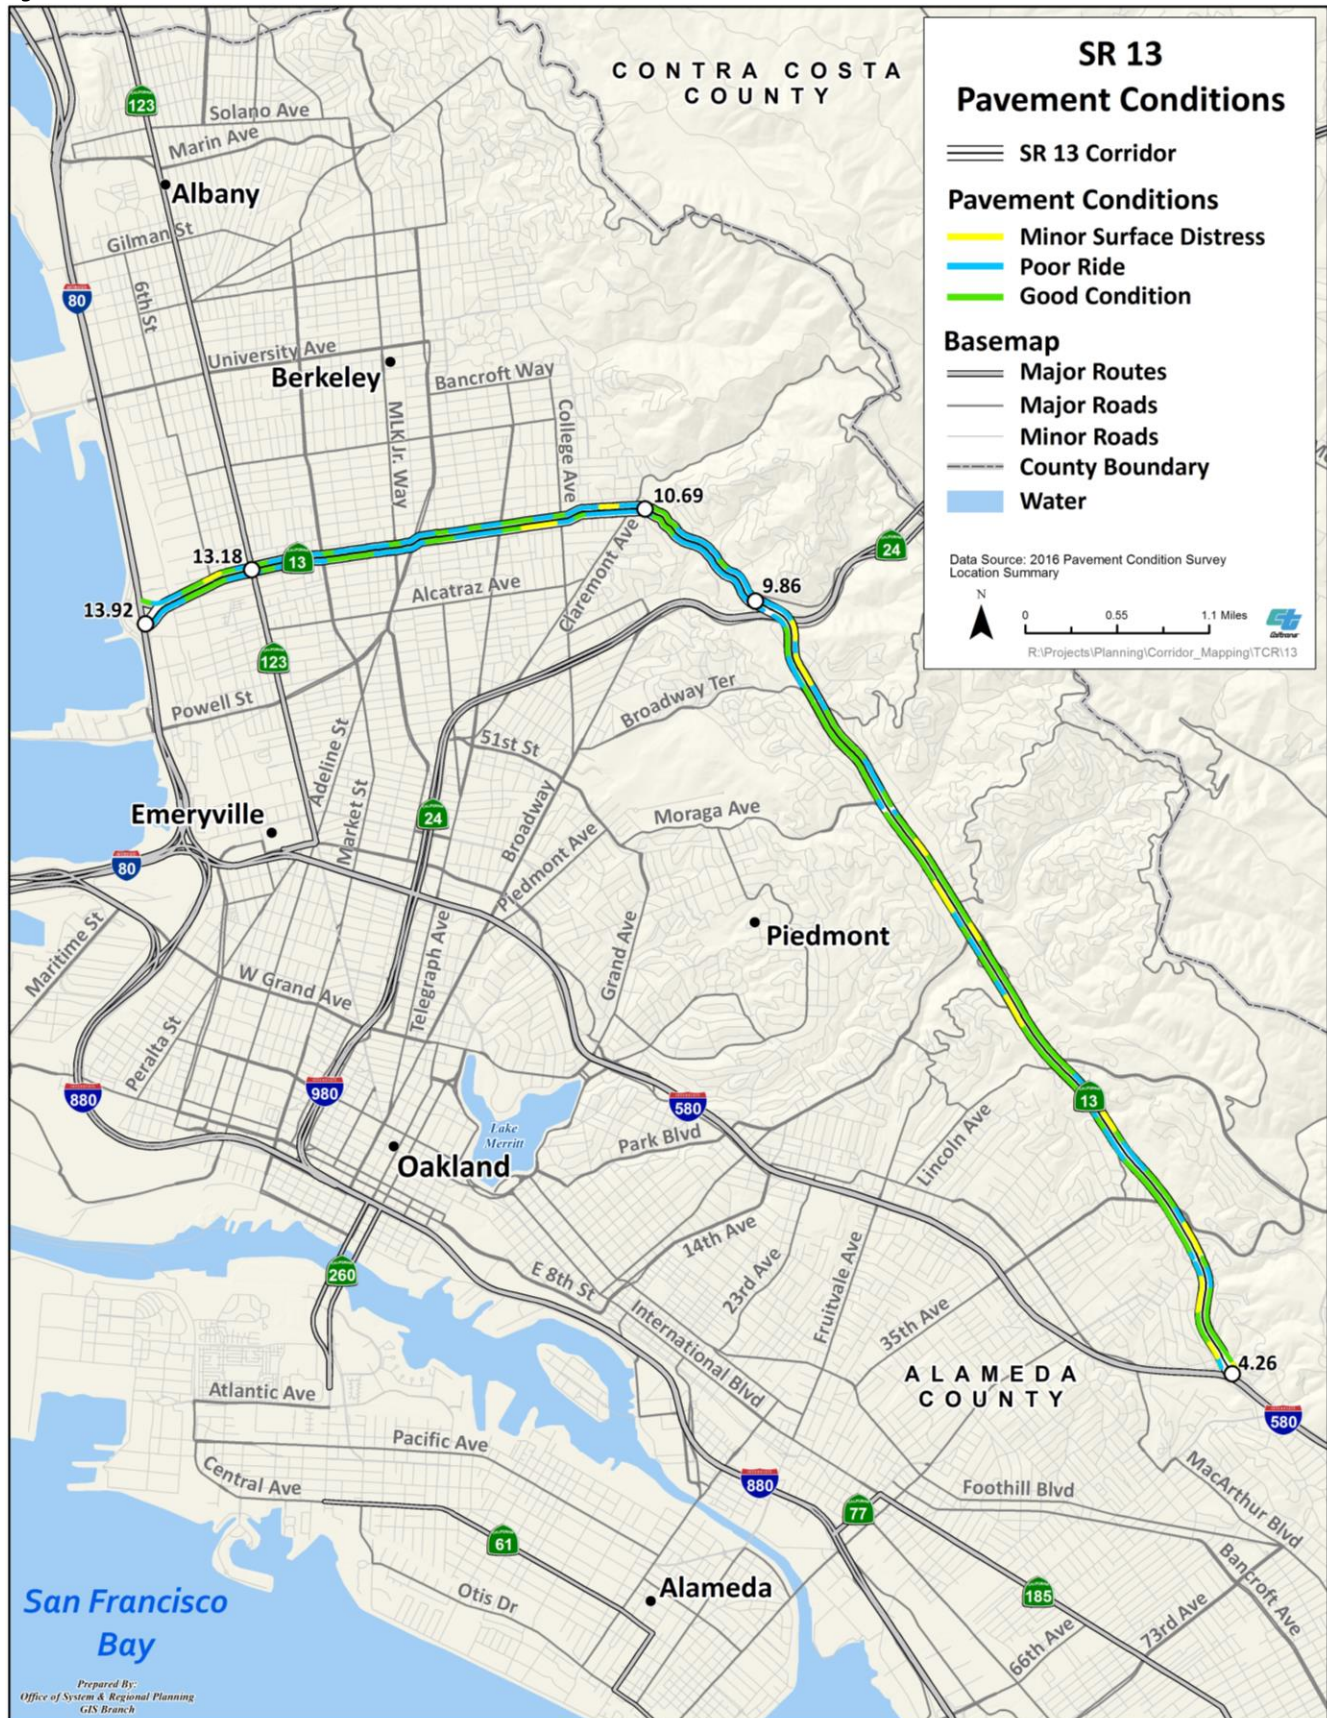 SR 13
Pavement Conditions
SR 13 Corridor
Pavement Conditions
Minor Surface Distress
Poor Ride
Good Condition
Basemap
Major Routes
Major Roads
Minor Roads
County Boundary
Water
Data Source: 2016 Pavement Condition Survey
Location Summary
N
0 0.55 1.1 Miles
Caltrans
R:\Projects\Planning\Corridor_Mapping\TCR\13
CONTRA COSTA
COUNTY
123
Solano Ave
Marin Ave
Albany
Gilman St
80
6th St
University Ave
Berkeley
Bancroft Way
MLK Jr. Way
College Ave
10.69
13.18
13
Claremont Ave
24
9.86
13.92
Alcatraz Ave
123
Powell St
Broadway Ter
51st St
Adeline St
Market St
Emeryville
24
Broadway
Moraga Ave
Piedmont Ave
80
Maritime St
Telegraph Ave
Grand Ave
Piedmont
W Grand Ave
Peralta St
880
980
580
13
Lake
Merritt
Park Blvd
Lincoln Ave
Oakland
14th Ave
23rd Ave
Fruitvale Ave
260
E 8th St
International Blvd
35th Ave
4.26
ALAMEDA
COUNTY
580
Atlantic Ave
Pacific Ave
Central Ave
880
77
Foothill Blvd
MacArthur Blvd
61
Bancroft Ave
Otis Dr
Alameda
185
66th Ave
73rd Ave
San Francisco
Bay
Prepared By:
Office of System & Regional Planning
GIS Branch